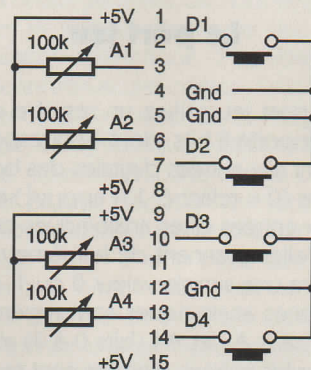 +5V 1
2 D1
100k A1 3
4 Gnd
5 Gnd
100k A2 6
7 D2
+5V 8
+5V 9
10 D3
100k A3 11
12 Gnd
100k A4 13
14 D4
+5V 15